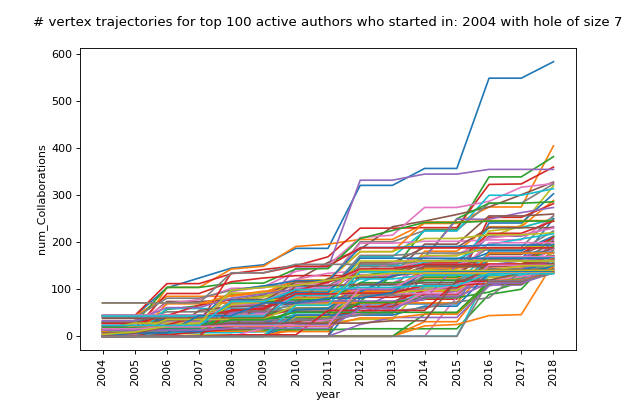 # vertex trajectories for top 100 active authors who started in: 2004 with hole of size 7
600
500
400
300
200
100
0
num_Collaborations
2004 2005 2006 2007 2008 2009 2010 2011 2012 2013 2014 2015 2016 2017 2018
year